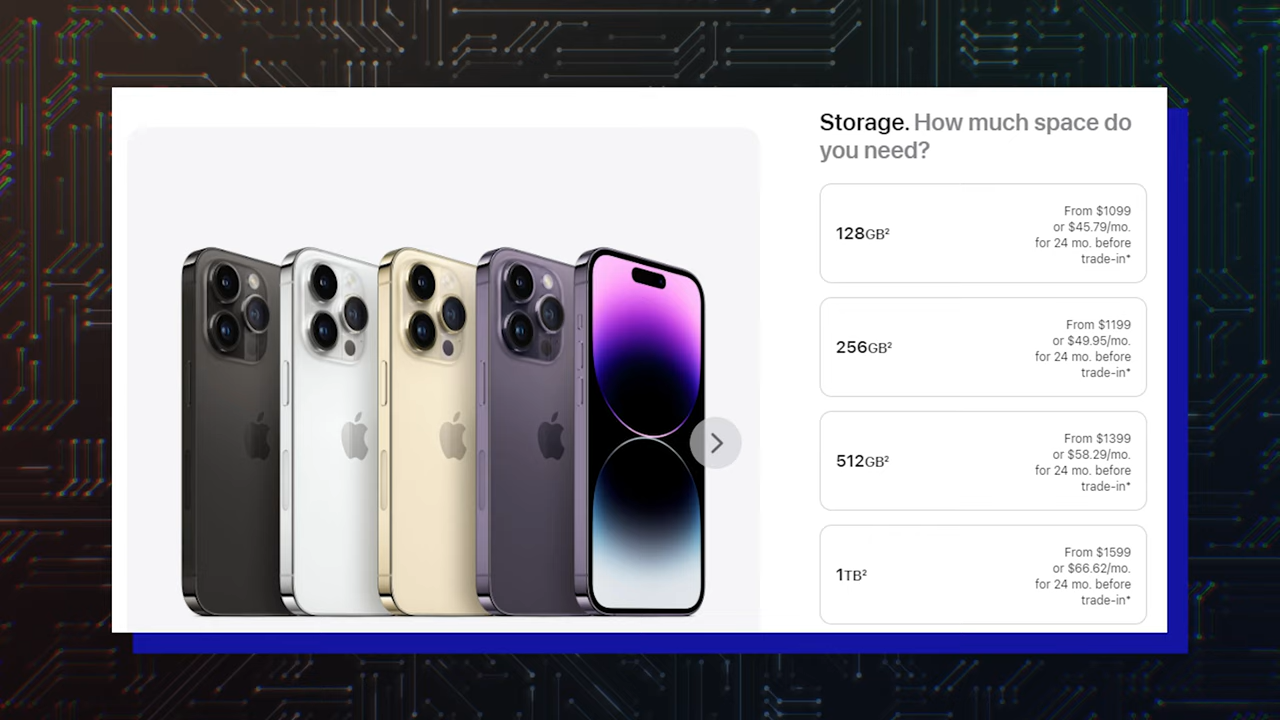 Storage. How much space do
you need?
128GB²
From $1099
or $45.79/mo.
for 24 mo. before
trade-in*
256GB²
From $1199
or $49.95/mo.
for 24 mo. before
trade-in*
512GB²
From $1399
or $58.29/mo.
for 24 mo. before
trade-in*
1TB²
From $1599
or $66.62/mo.
for 24 mo. before
trade-in*